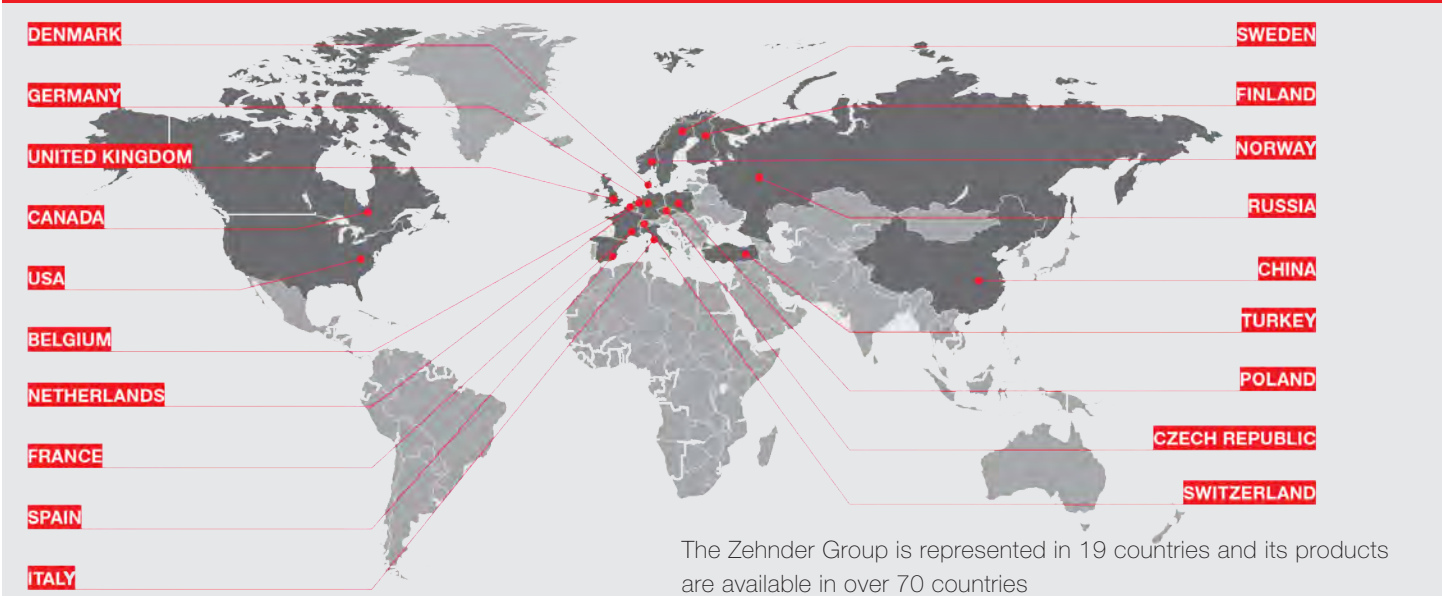 DENMARK
GERMANY
UNITED KINGDOM
CANADA
USA
BELGIUM
NETHERLANDS
FRANCE
SPAIN
ITALY
SWEDEN
FINLAND
NORWAY
RUSSIA
CHINA
TURKEY
POLAND
CZECH REPUBLIC
SWITZERLAND
The Zehnder Group is represented in 19 countries and its products
are available in over 70 countries